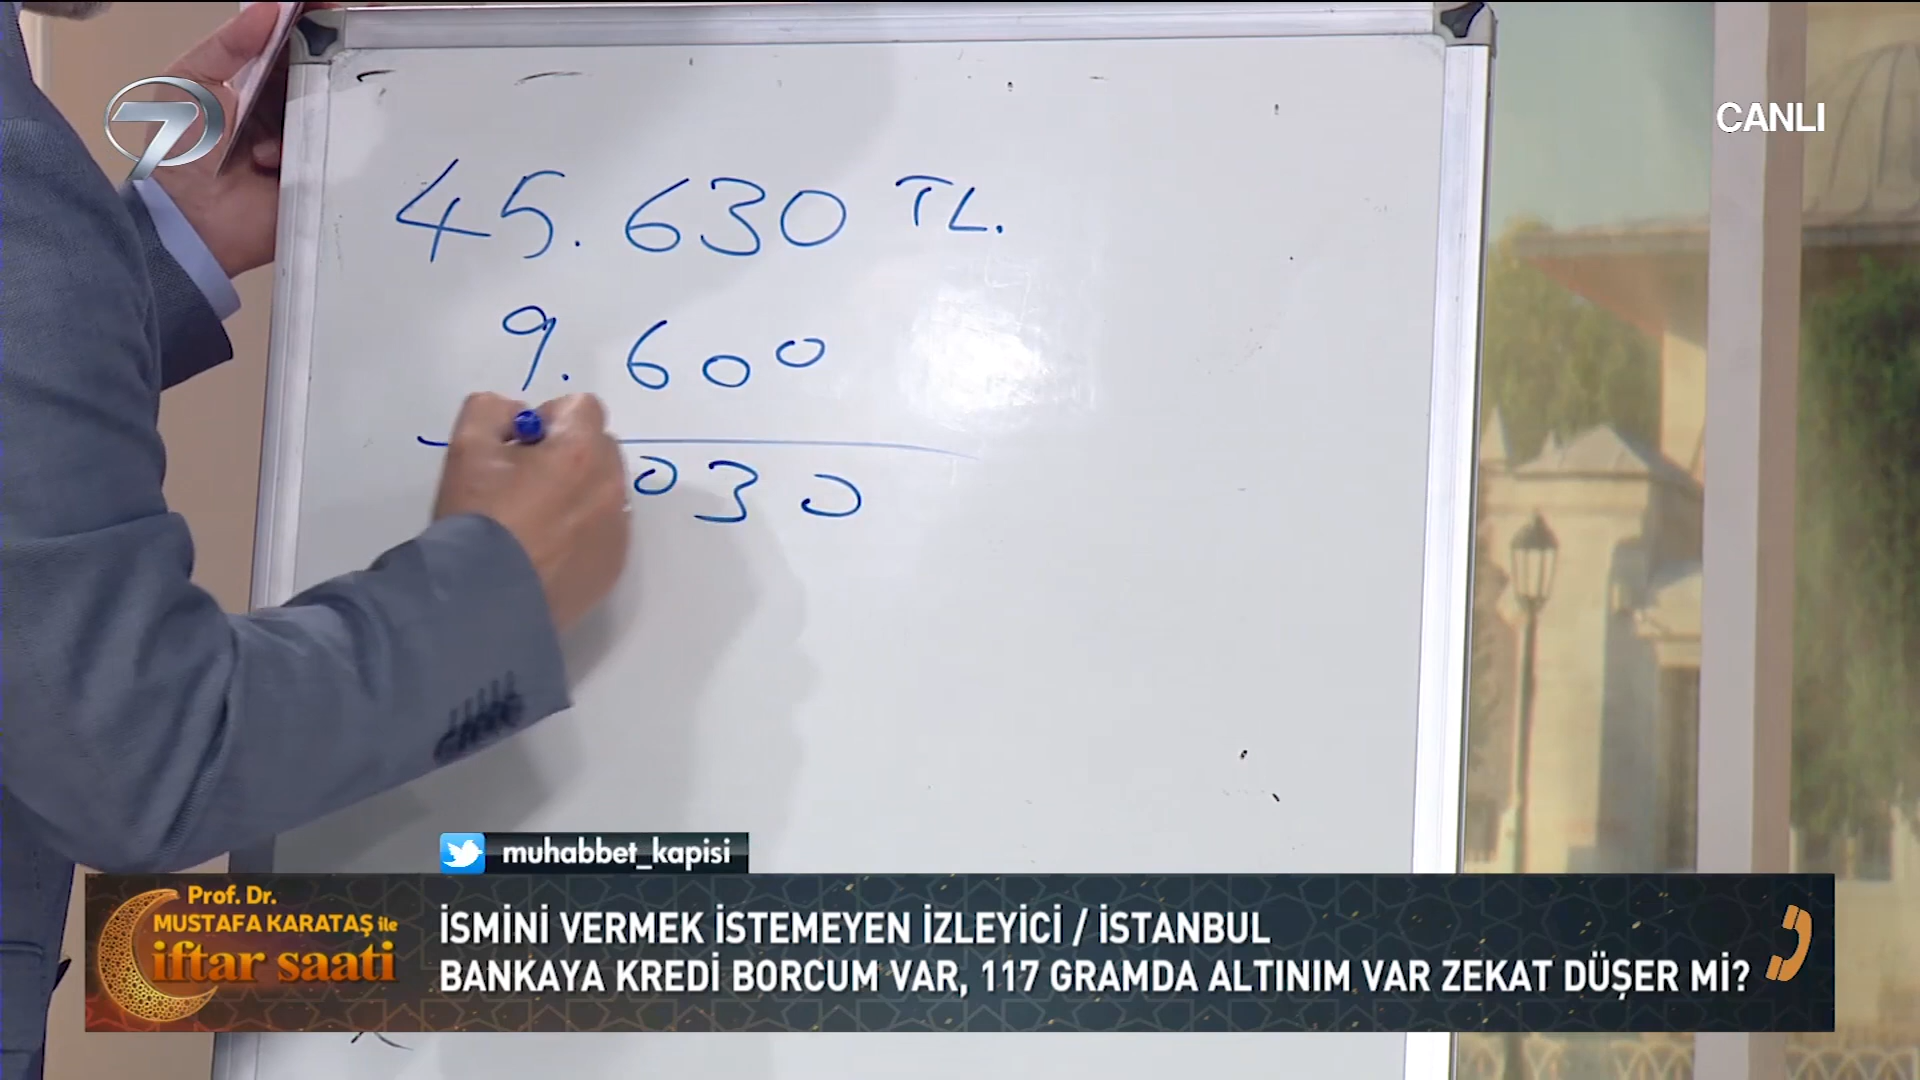 7
CANLI
45.630 TL.
9.600
030
muhabbet_kapisi
Prof. Dr.
MUSTAFA KARATAŞ ile
iftar saati
İSMİNİ VERMEK İSTEMEYEN İZLEYİCİ / İSTANBUL
BANKAYA KREDİ BORCUM VAR, 117 GRAMDA ALTINIM VAR ZEKAT DÜŞER Mİ?